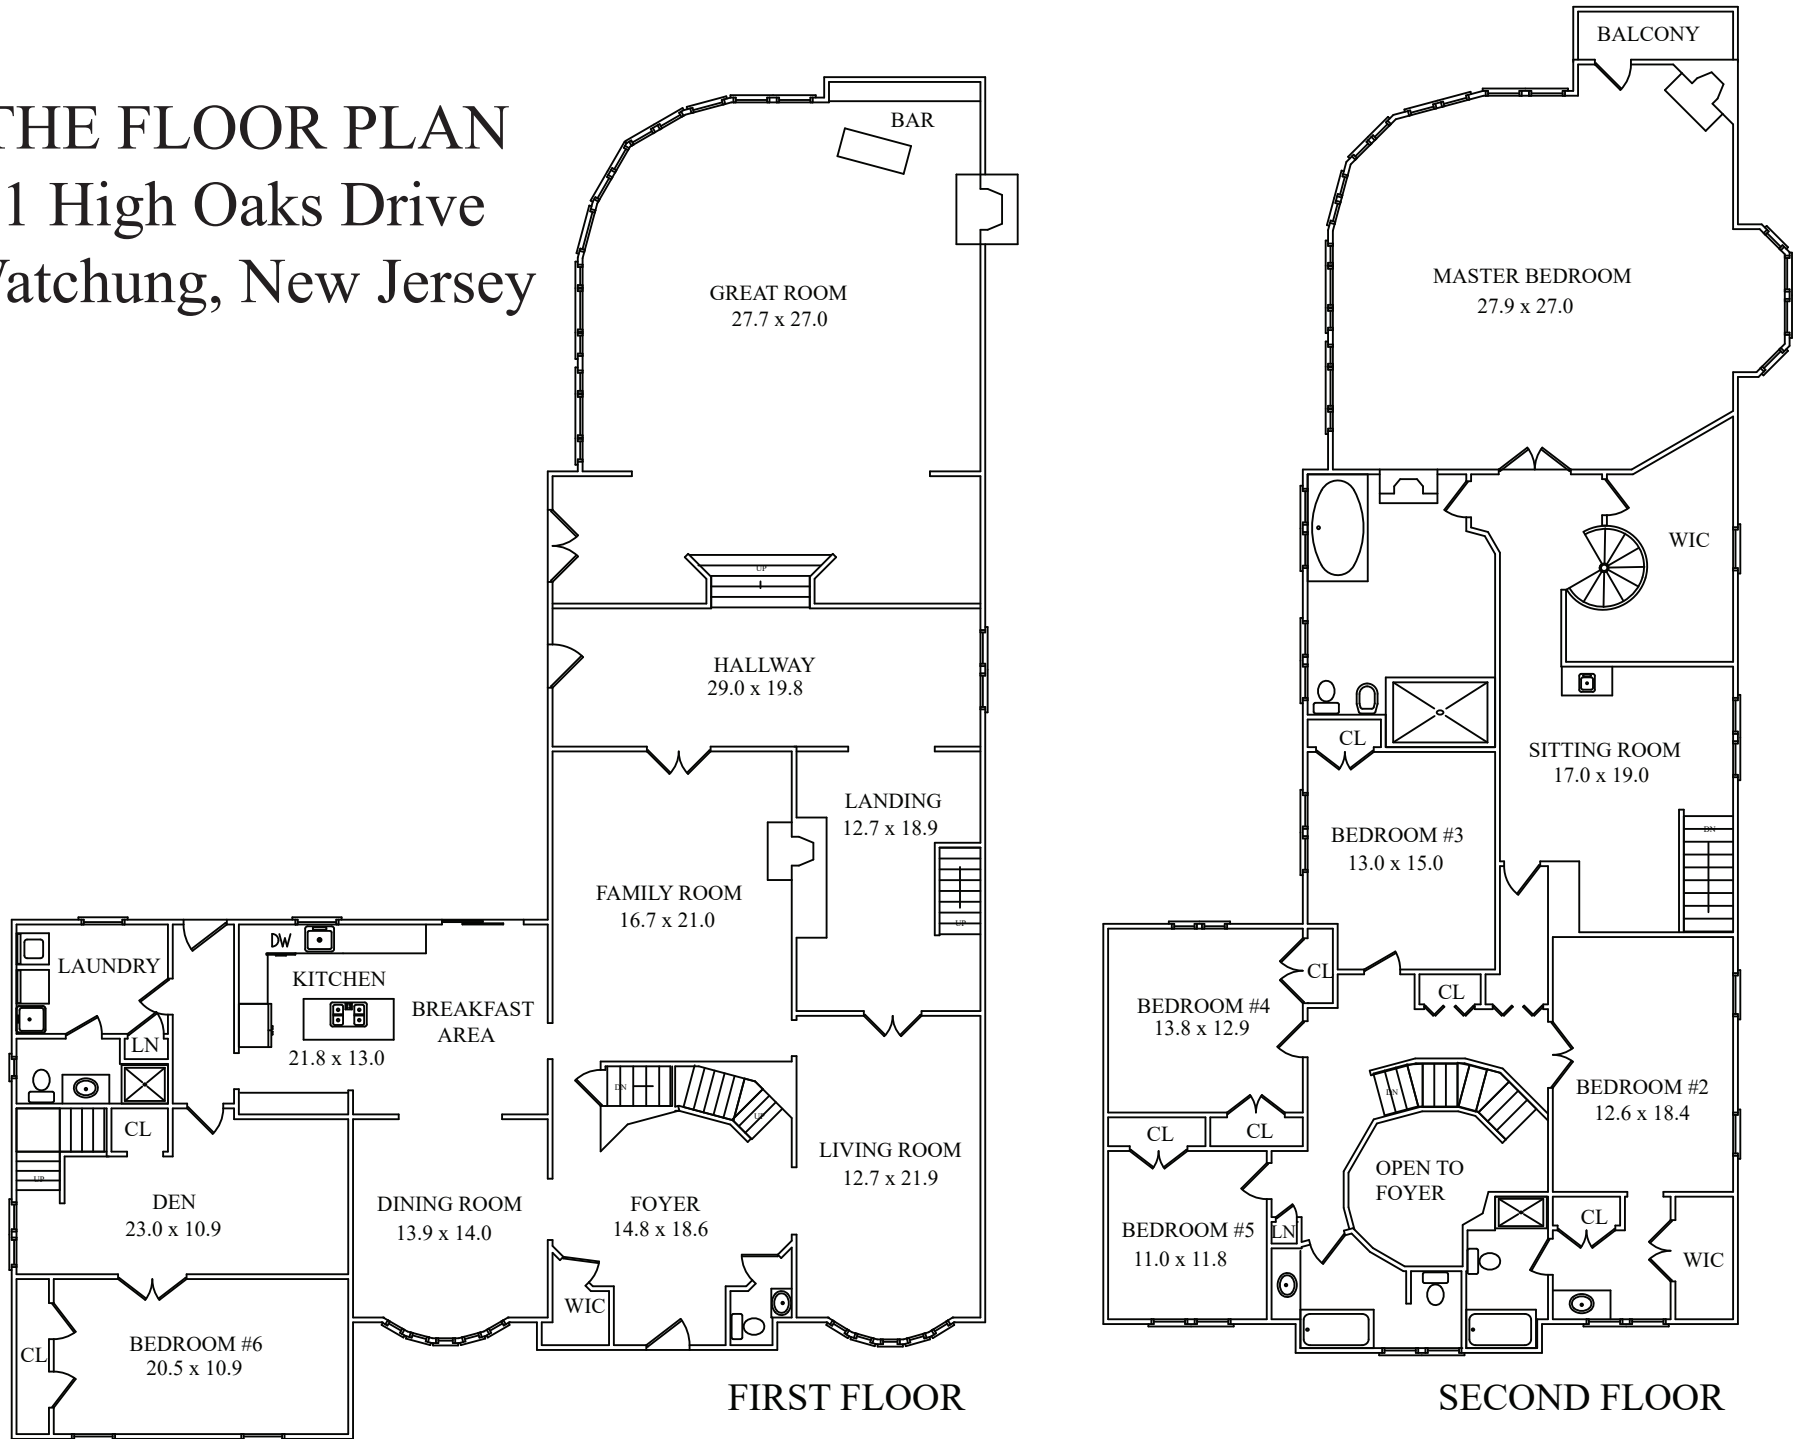 THE FLOOR PLAN
1 High Oaks Drive
Watchung, New Jersey
BAR
GREAT ROOM
27.7 x 27.0
UP
HALLWAY
29.0 x 19.8
LANDING
12.7 x 18.9
UP
FAMILY ROOM
16.7 x 21.0
LAUNDRY
LN
DW
KITCHEN
BREAKFAST
AREA
21.8 x 13.0
CL
UP
DEN
23.0 x 10.9
DINING ROOM
13.9 x 14.0
DN
UP
FOYER
14.8 x 18.6
LIVING ROOM
12.7 x 21.9
WIC
CL
BEDROOM #6
20.5 x 10.9
FIRST FLOOR
BALCONY
MASTER BEDROOM
27.9 x 27.0
WIC
CL
SITTING ROOM
17.0 x 19.0
DN
BEDROOM #3
13.0 x 15.0
CL
BEDROOM #4
13.8 x 12.9
CL
BEDROOM #2
12.6 x 18.4
DN
CL
CL
OPEN TO
FOYER
BEDROOM #5
11.0 x 11.8
LN
CL
WIC
SECOND FLOOR